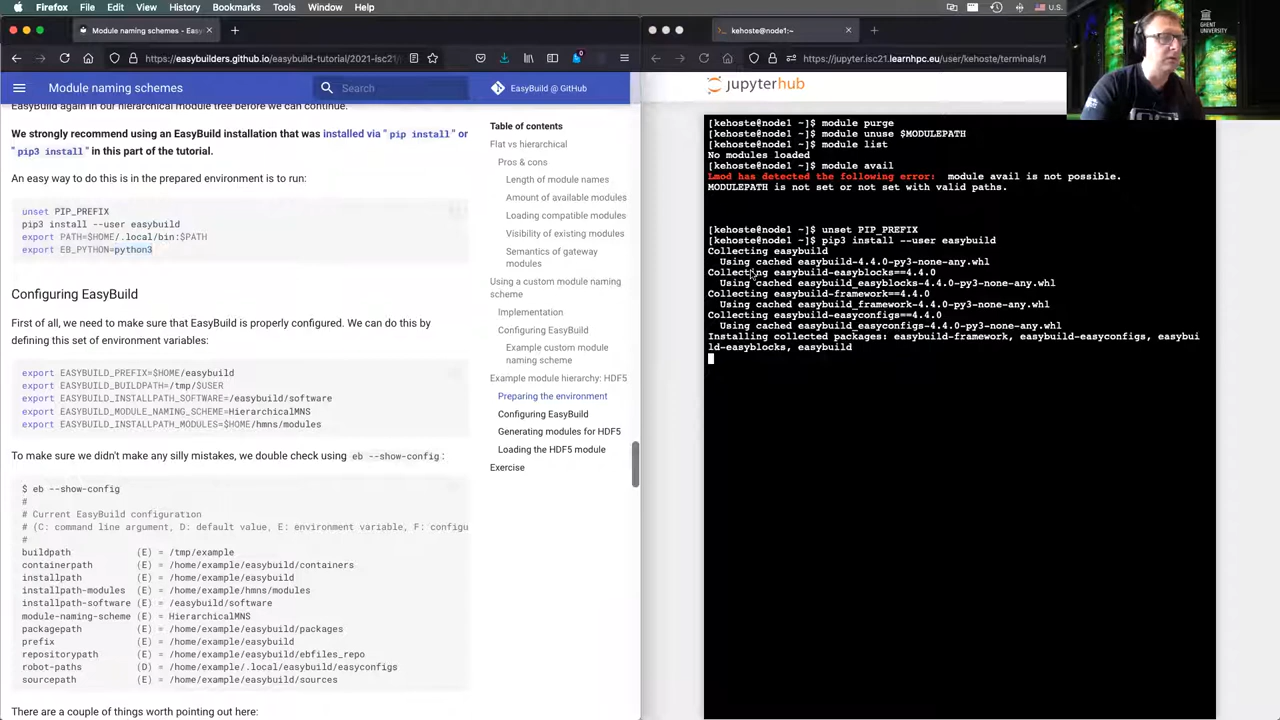 Firefox File Edit View History Bookmarks Tools Window Help
Module naming schemes - Easy
https://easybuilders.github.io/easybuild-tutorial/2021-isc21/
Module naming schemes
Search
EasyBuild @ GitHub
EasyBuild again in our hierarchical module tree before we can continue.
We strongly recommend using an EasyBuild installation that was installed via "pip install" or
"pip3 install" in this part of the tutorial.
An easy way to do this is in the prepared environment is to run:
unset PIP_PREFIX
pip3 install --user easybuild
export PATH=$HOME/.local/bin:$PATH
export EB_PYTHON=python3
Configuring EasyBuild
First of all, we need to make sure that EasyBuild is properly configured. We can do this by
defining this set of environment variables:
export EASYBUILD_PREFIX=$HOME/easybuild
export EASYBUILD_BUILDPATH=/tmp/$USER
export EASYBUILD_INSTALLPATH_SOFTWARE=/easybuild/software
export EASYBUILD_MODULE_NAMING_SCHEME=HierarchicalMNS
export EASYBUILD_INSTALLPATH_MODULES=$HOME/hmns/modules
To make sure we didn't make any silly mistakes, we double check using eb --show-config:
$ eb --show-config
#
# Current EasyBuild configuration
# (C: command line argument, D: default value, E: environment variable, F: configu
#
buildpath (E) = /tmp/example
containerpath (E) = /home/example/easybuild/containers
installpath (E) = /home/example/easybuild
installpath-modules (E) = /home/example/hmns/modules
installpath-software (E) = /easybuild/software
module-naming-scheme (E) = HierarchicalMNS
packagepath (E) = /home/example/easybuild/packages
prefix (E) = /home/example/easybuild
repositorypath (E) = /home/example/easybuild/ebfiles_repo
robot-paths (D) = /home/example/.local/easybuild/easyconfigs
sourcepath (E) = /home/example/easybuild/sources
There are a couple of things worth pointing out here:
Table of contents
Flat vs hierarchical
Pros & cons
Length of module names
Amount of available modules
Loading compatible modules
Visibility of existing modules
Semantics of gateway
modules
Using a custom module naming
scheme
Implementation
Configuring EasyBuild
Example custom module
naming scheme
Example module hierarchy: HDF5
Preparing the environment
Configuring EasyBuild
Generating modules for HDF5
Loading the HDF5 module
Exercise
kehoste@node1:~
https://jupyter.isc21.learnhpc.eu/user/kehoste/terminals/1
jupyterhub
[kehoste@node1 ~]$ module purge
[kehoste@node1 ~]$ module unuse $MODULEPATH
[kehoste@node1 ~]$ module list
No modules loaded
[kehoste@node1 ~]$ module avail
Lmod has detected the following error: module avail is not possible.
MODULEPATH is not set or not set with valid paths.
[kehoste@node1 ~]$ unset PIP_PREFIX
[kehoste@node1 ~]$ pip3 install --user easybuild
Collecting easybuild
Using cached easybuild-4.4.0-py3-none-any.whl
Collecting easybuild-easyblocks==4.4.0
Using cached easybuild_easyblocks-4.4.0-py3-none-any.whl
Collecting easybuild-framework==4.4.0
Using cached easybuild_framework-4.4.0-py3-none-any.whl
Collecting easybuild-easyconfigs==4.4.0
Using cached easybuild_easyconfigs-4.4.0-py3-none-any.whl
Installing collected packages: easybuild-framework, easybuild-easyconfigs, easybui
ld-easyblocks, easybuild
GHENT
UNIVERSITY